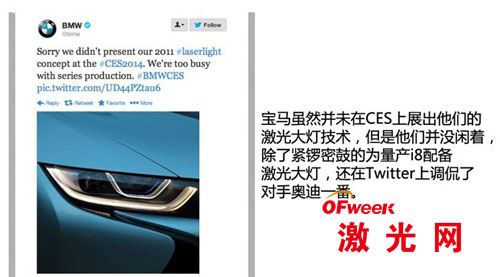 BMW
@bmw
Follow
Sorry we didn't present our 2011 #laserlight
concept at the #CES2014. We're too busy
with series production. #BMWCES
pic.twitter.com/UD44PZtau6
Reply Retweet Favorite More
宝马虽然并未在CES上展出他们的
激光大灯技术，但是他们并没闲着，
除了紧锣密鼓的为量产i8配备
激光大灯，还在Twitter上调侃了
对手奥迪一番。
OFweek
激光网